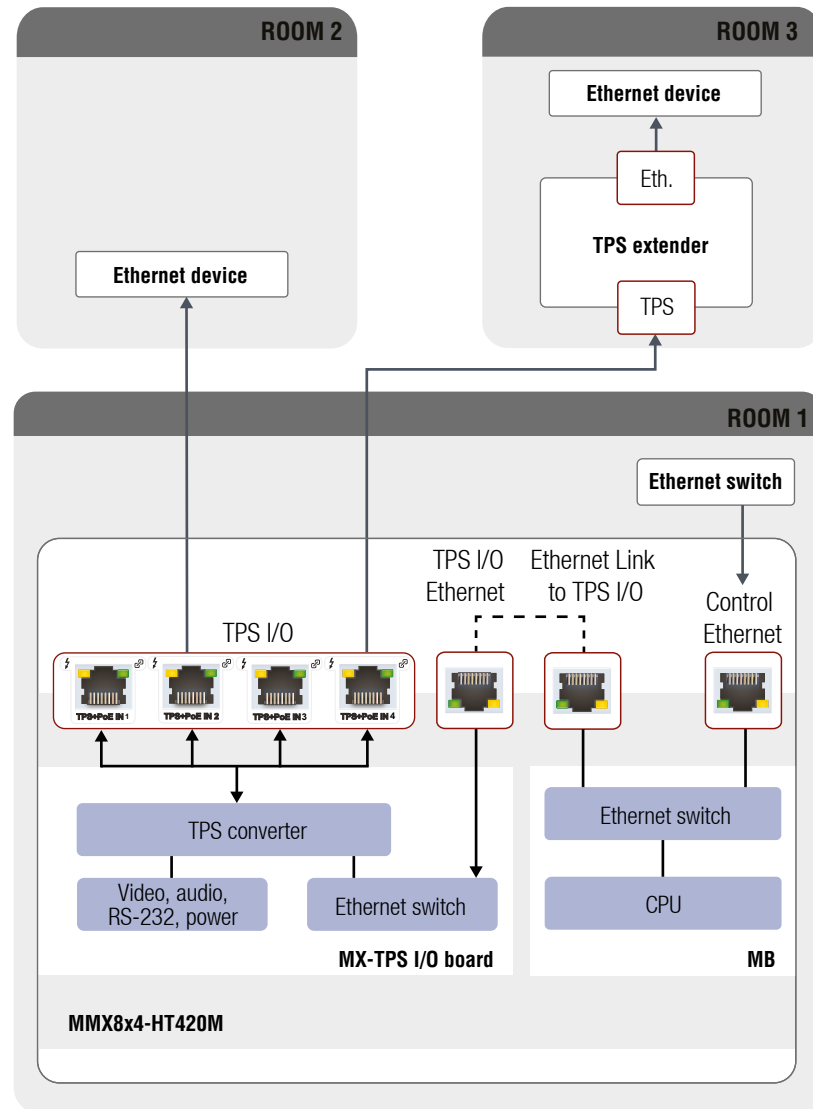 ROOM 2
ROOM 3
Ethernet device
Eth.
TPS extender
Ethernet device
TPS
ROOM 1
Ethernet switch
TPS I/O
Ethernet
Ethernet Link
to TPS I/O
Control
Ethernet
TPS I/O
TPS+PoE IN 1
TPS+PoE IN 2
TPS+PoE IN 3
TPS+PoE IN 4
TPS converter
Ethernet switch
Video, audio,
RS-232, power
Ethernet switch
CPU
MX-TPS I/O board
MB
MMX8x4-HT420M